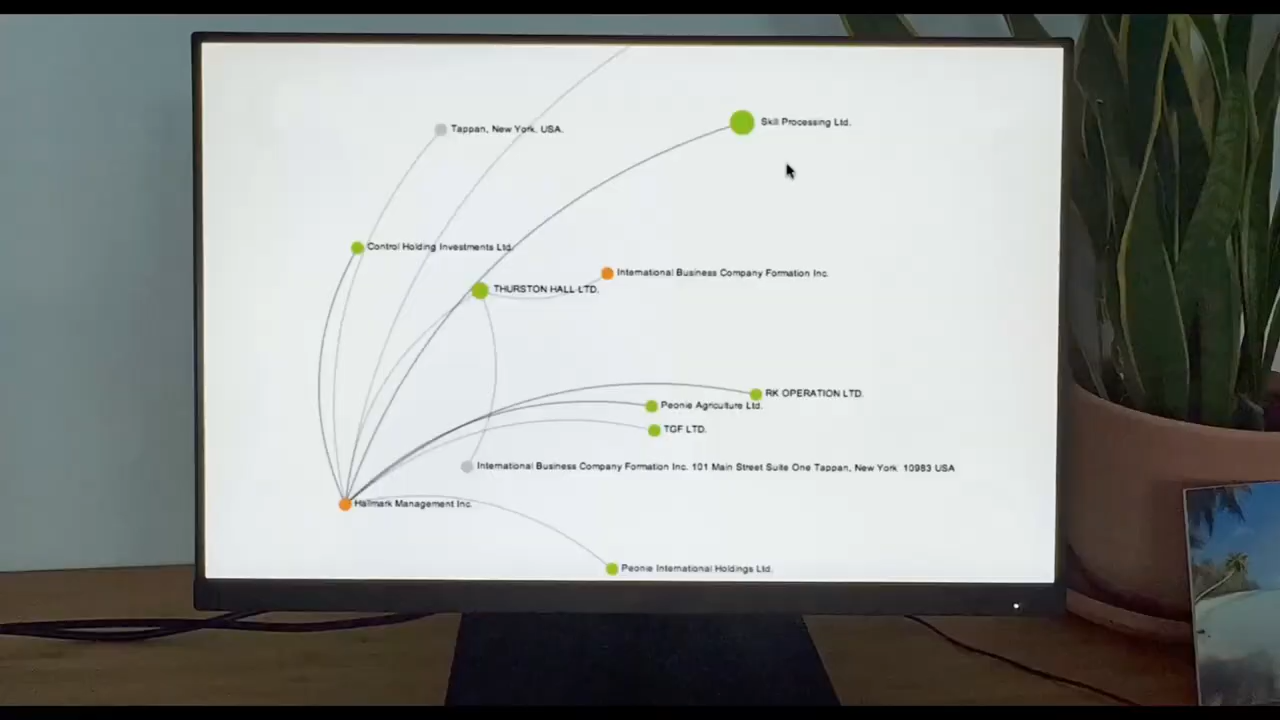 Skill Processing Ltd.
Tappan, New York. USA.
Control Holding Investments Ltd.
International Business Company Formation Inc.
THURSTON HALL LTD.
RK OPERATION LTD.
Peonie Agriculture Ltd.
TGF LTD.
International Business Company Formation Inc. 101 Main Street Suite One Tappan, New York 10983 USA
Hallmark Management Inc.
Peonie International Holdings Ltd.